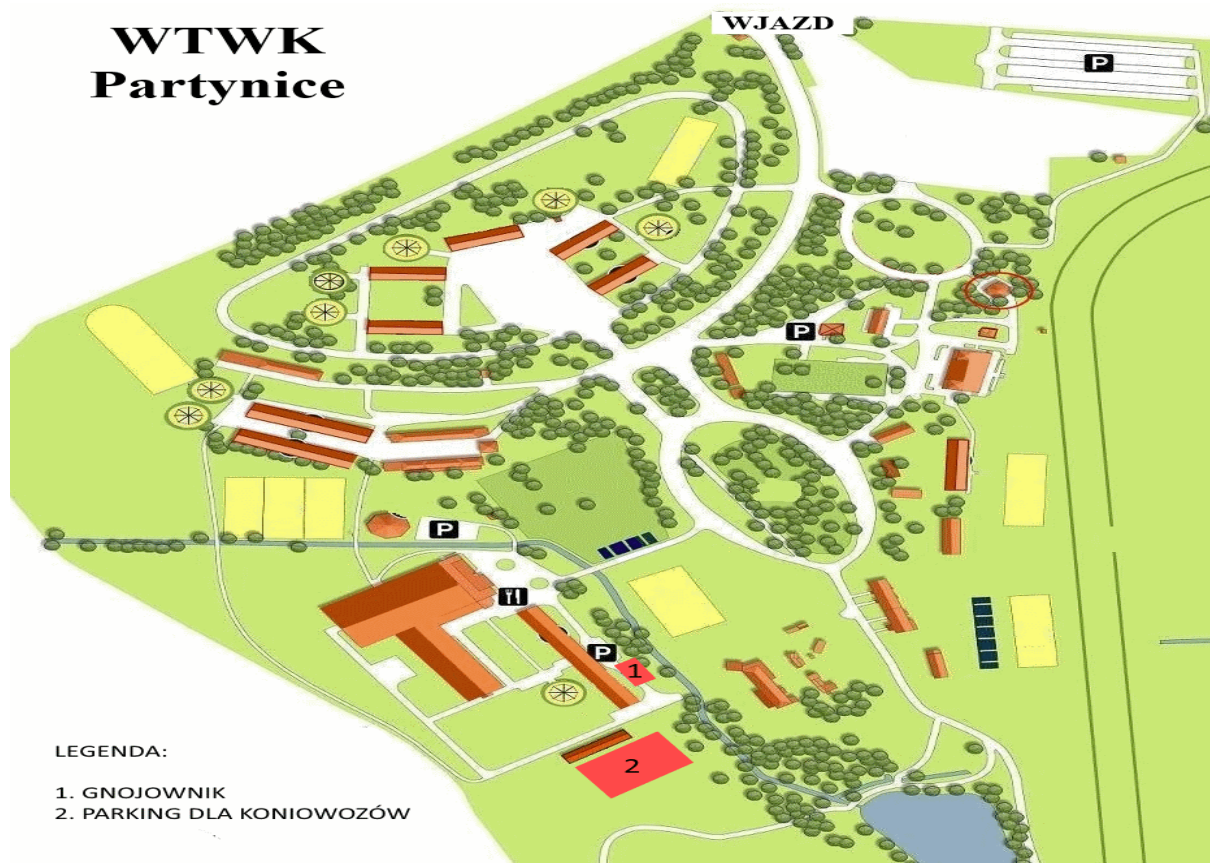 WTWK
Partynice
WJAZD
P
P
P
P
1
2
LEGENDA:
1. GNOJOWNIK
2. PARKING DLA KONIOWOZÓW